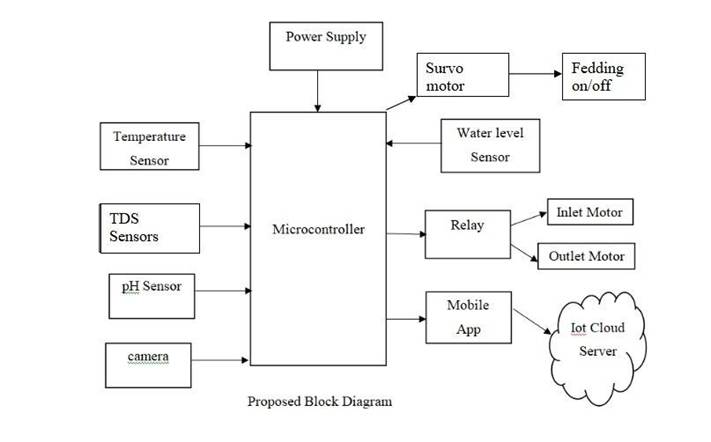 Power Supply
Survo
motor
Fedding
on/off
Temperature
Sensor
Water level
Sensor
TDS
Sensors
Microcontroller
Relay
Inlet Motor
Outlet Motor
pH Sensor
Mobile
App
Iot Cloud
Server
camera
Proposed Block Diagram